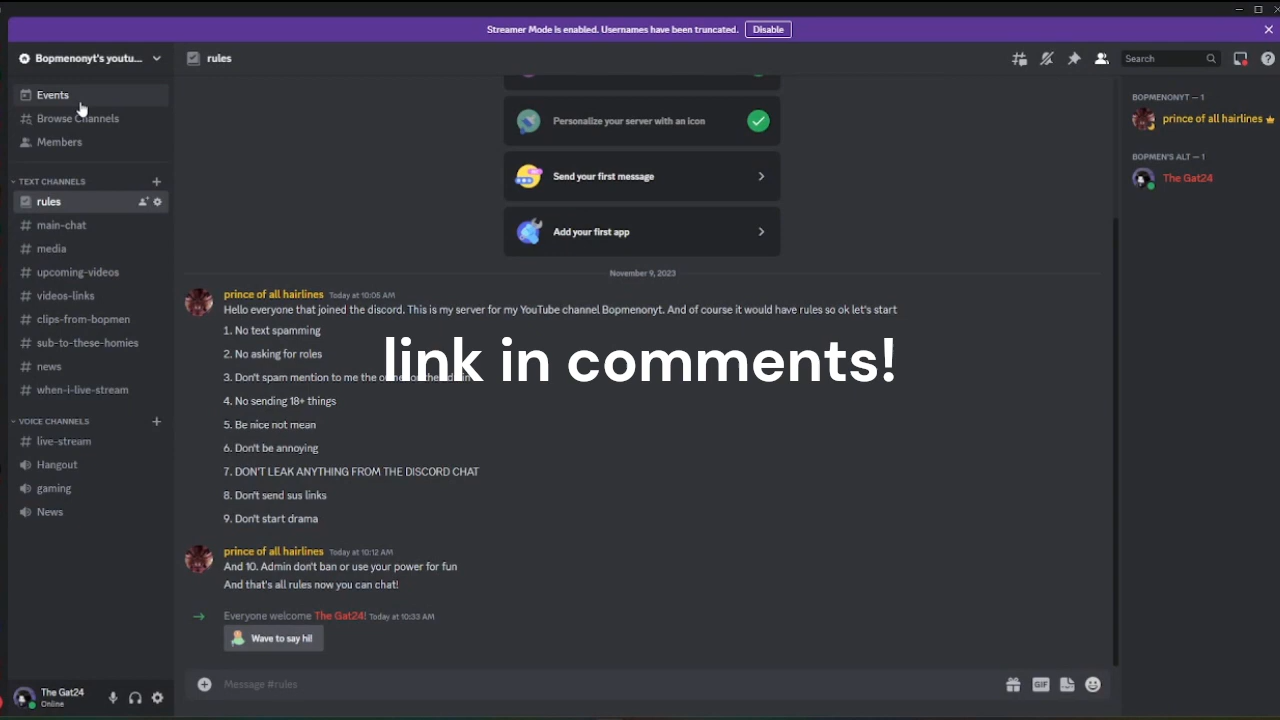 Streamer Mode is enabled. Usernames have been truncated. Disable
Bopmenonyt's youtu...
rules
Search
Events
Browse Channels
Members
TEXT CHANNELS
rules
main-chat
media
upcoming-videos
videos-links
clips-from-bopmen
sub-to-these-homies
news
when-i-live-stream
VOICE CHANNELS
live-stream
Hangout
gaming
News
The Gat24
Online
Personalize your server with an icon
Send your first message
Add your first app
November 9, 2023
prince of all hairlines Today at 10:05 AM
Hello everyone that joined the discord. This is my server for my YouTube channel Bopmenonyt. And of course it would have rules so ok let's start
1. No text spamming
2. No asking for roles
3. Don't spam mention to me the
4. No sending 18+ things
5. Be nice not mean
6. Don't be annoying
7. DON'T LEAK ANYTHING FROM THE DISCORD CHAT
8. Don't send sus links
9. Don't start drama
link in comments!
prince of all hairlines Today at 10:12 AM
And 10. Admin don't ban or use your power for fun
And that's all rules now you can chat!
Everyone welcome The Gat24! Today at 10:33 AM
Wave to say hi!
Message #rules
GIF
BOPMENONYT — 1
prince of all hairlines
BOPMEN'S ALT — 1
The Gat24